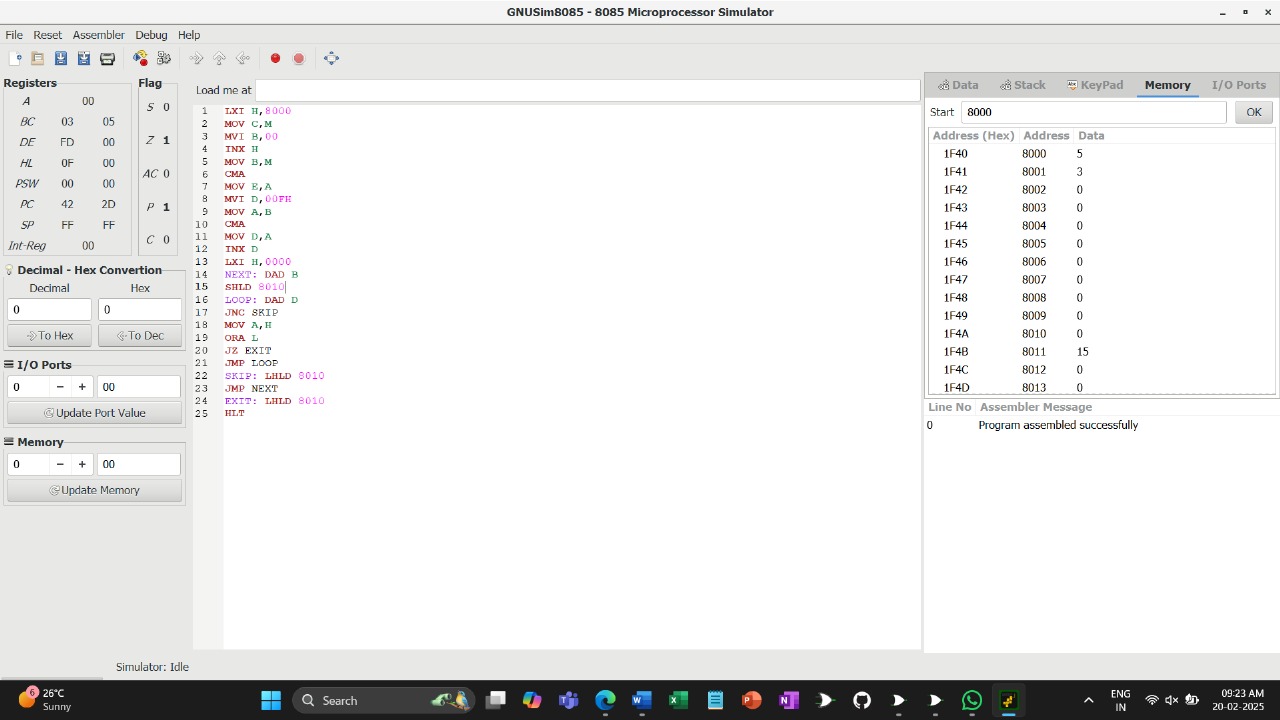 GNUSim8085 - 8085 Microprocessor Simulator
File Reset Assembler Debug Help
Registers
A 00
BC 03 05
DE FD 00
HL 0F 00
PSW 00 00
PC 42 2D
SP FF FF
Int-Reg 00
Flag
S 0
Z 1
AC 0
P 1
C 0
Decimal - Hex Convertion
Decimal Hex
0 0
To Hex To Dec
I/O Ports
0 − + 00
Update Port Value
Memory
0 − + 00
Update Memory
Load me at
1 LXI H,8000
2 MOV C,M
3 MVI B,00
4 INX H
5 MOV B,M
6 CMA
7 MOV E,A
8 MVI D,00FH
9 MOV A,B
10 CMA
11 MOV D,A
12 INX D
13 LXI H,0000
14 NEXT: DAD B
15 SHLD 8010
16 LOOP: DAD D
17 JNC SKIP
18 MOV A,H
19 ORA L
20 JZ EXIT
21 JMP LOOP
22 SKIP: LHLD 8010
23 JMP NEXT
24 EXIT: LHLD 8010
25 HLT
Data Stack KeyPad Memory I/O Ports
Start 8000 OK
Address (Hex) Address Data
1F40 8000 5
1F41 8001 3
1F42 8002 0
1F43 8003 0
1F44 8004 0
1F45 8005 0
1F46 8006 0
1F47 8007 0
1F48 8008 0
1F49 8009 0
1F4A 8010 0
1F4B 8011 15
1F4C 8012 0
1F4D 8013 0
Line No Assembler Message
0 Program assembled successfully
Simulator: Idle
6
26°C
Sunny
Search
ENG
IN
09:23 AM
20-02-2025